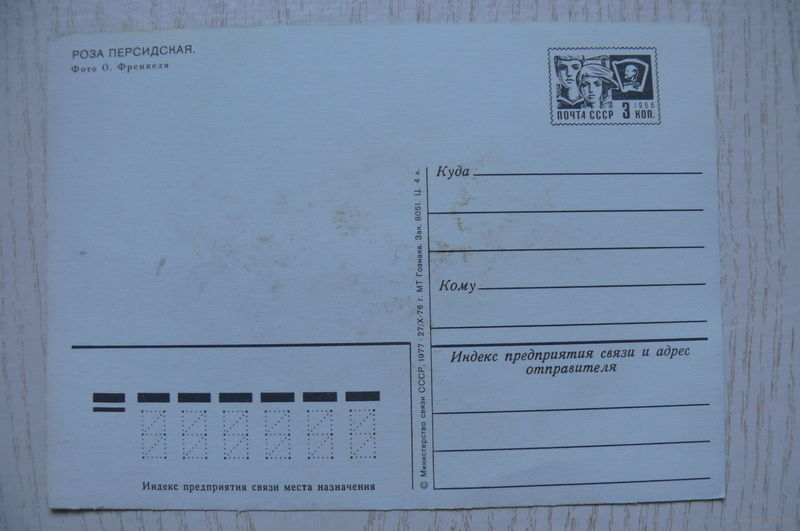 РОЗА ПЕРСИДСКАЯ.
Фото О. Френкеля
1966
ПОЧТА СССР 3 КОП.
Куда
Кому
Индекс предприятия связи и адрес
отправителя
© Министерство связи СССР, 1977 · 27/X-76 г. МТ Гознака. Зак. 8051. Ц. 4 к.
Индекс предприятия связи места назначения